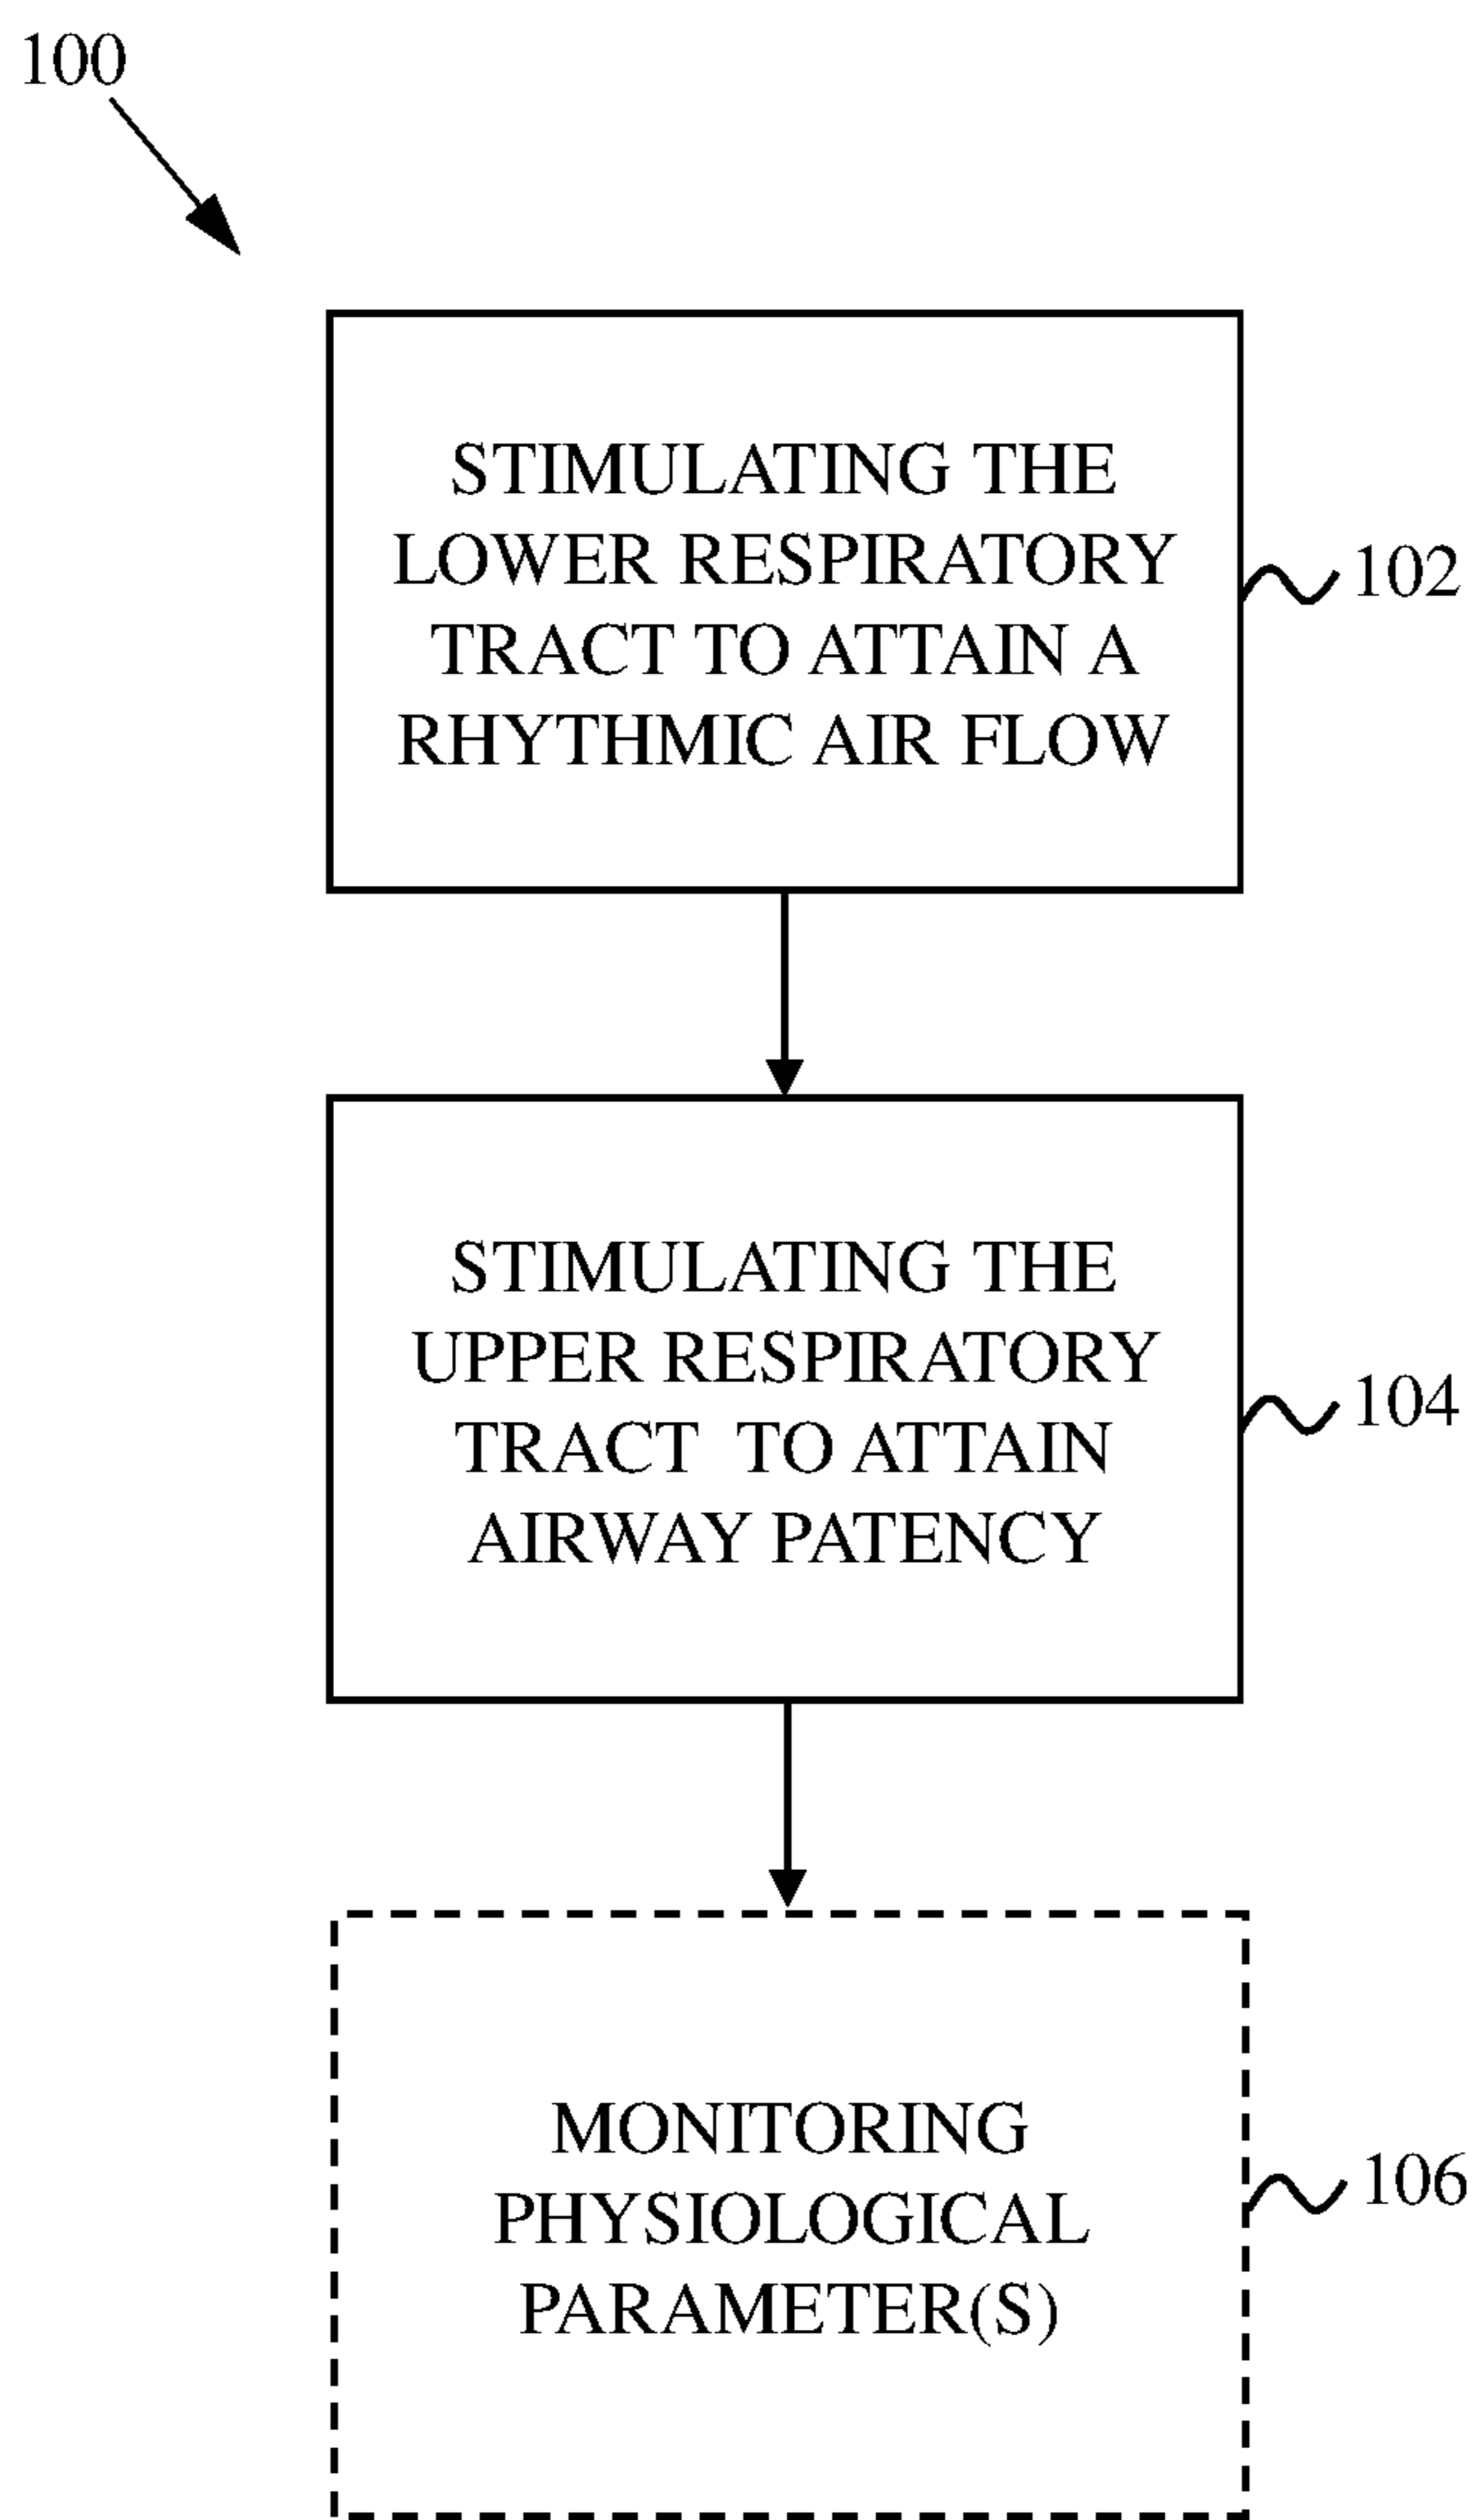 100
STIMULATING THE
LOWER RESPIRATORY
TRACT TO ATTAIN A
RHYTHMIC AIR FLOW
102
STIMULATING THE
UPPER RESPIRATORY
TRACT TO ATTAIN
AIRWAY PATENCY
104
MONITORING
PHYSIOLOGICAL
PARAMETER(S)
106